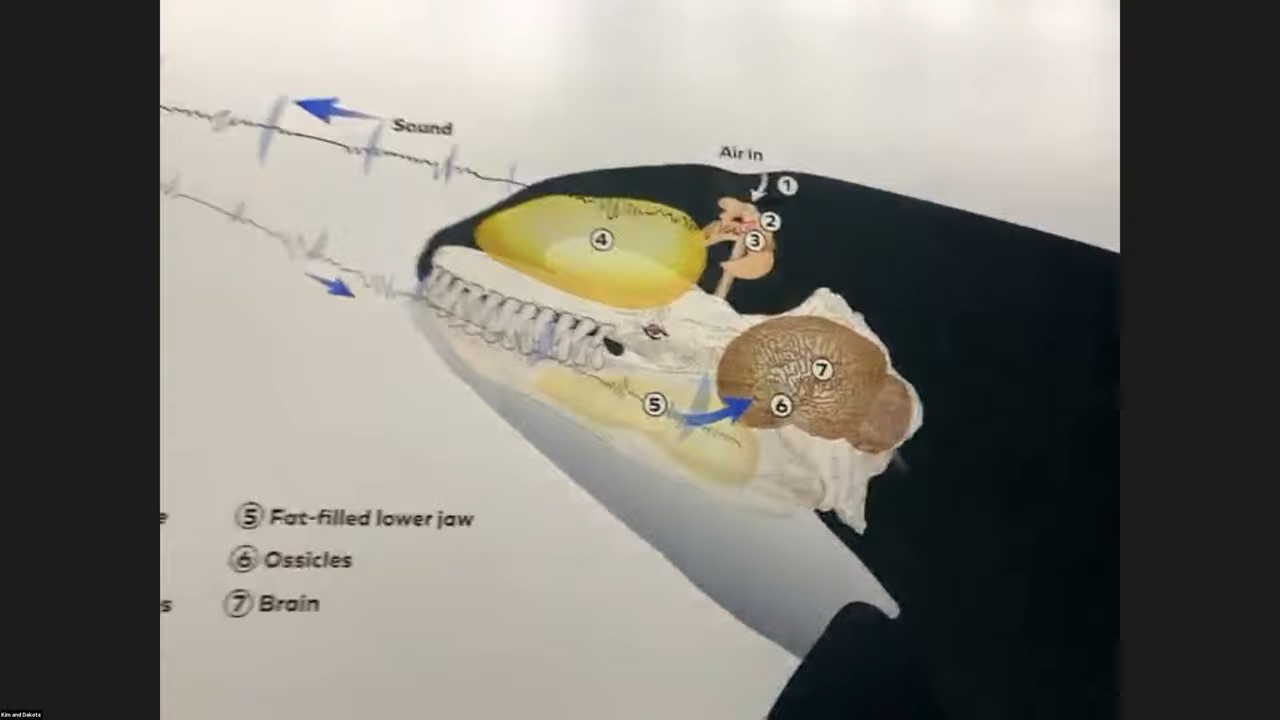 Sound
Air in
1
2
3
4
5
6
7
5 Fat-filled lower jaw
6 Ossicles
7 Brain
Kim and Dakota